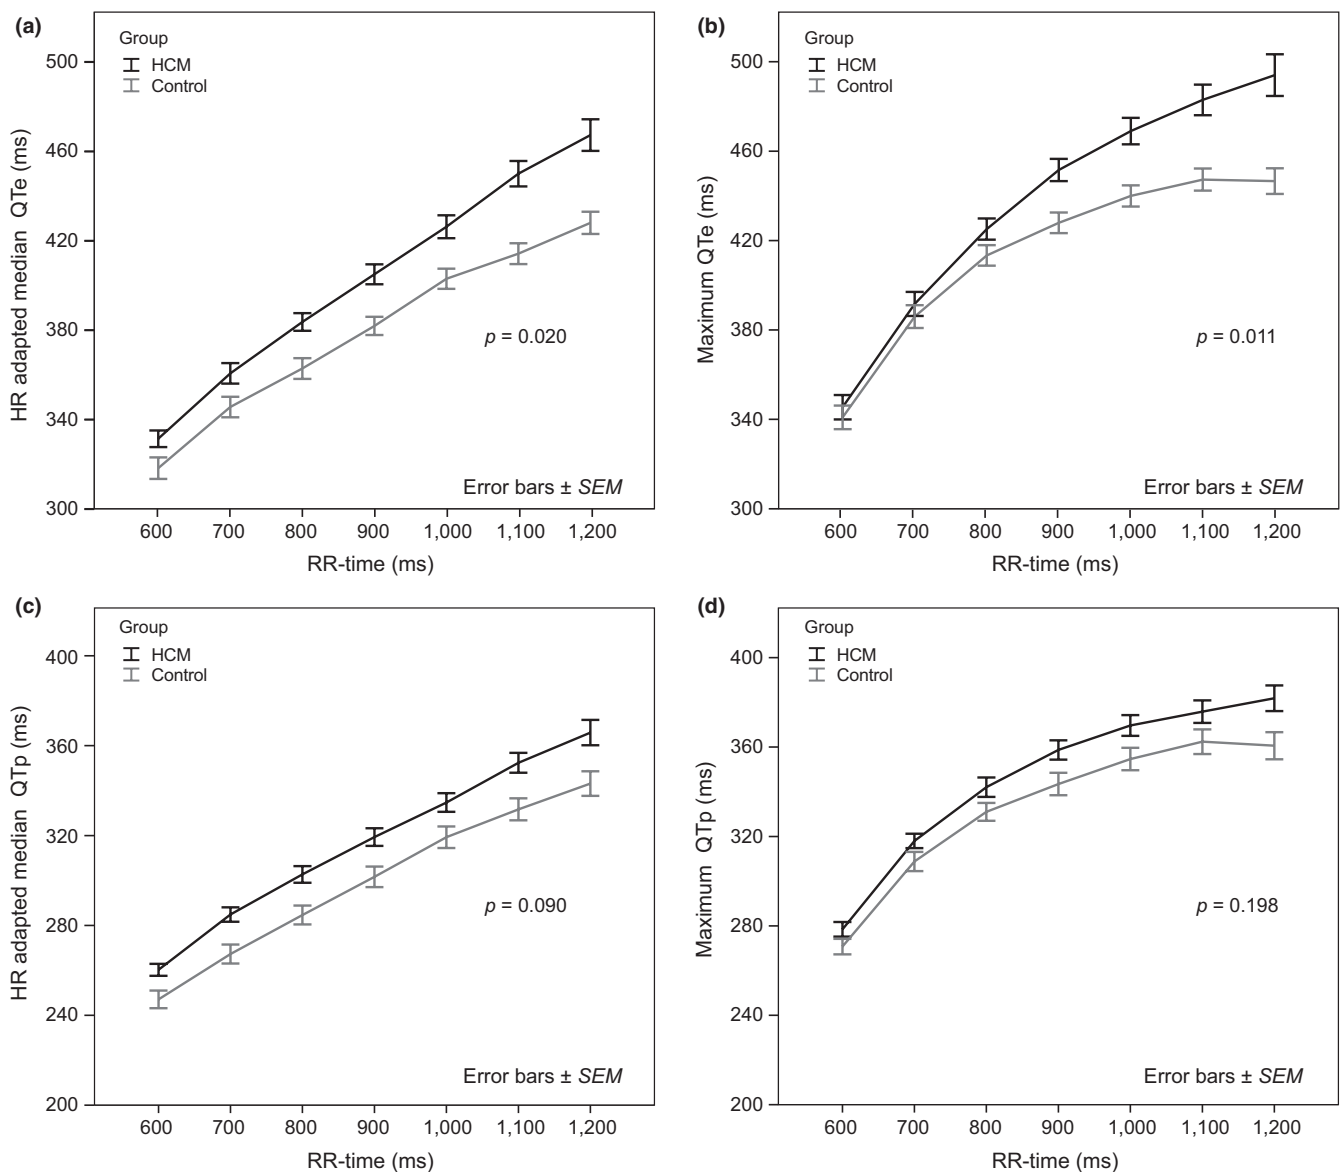 (a)
Group
HCM
Control
HR adapted median QTe (ms)
500
460
420
380
340
300
p = 0.020
Error bars ± SEM
600 700 800 900 1,000 1,100 1,200
RR-time (ms)
(b)
Group
HCM
Control
Maximum QTe (ms)
500
460
420
380
340
300
p = 0.011
Error bars ± SEM
600 700 800 900 1,000 1,100 1,200
RR-time (ms)
(c)
Group
HCM
Control
HR adapted median QTp (ms)
400
360
320
280
240
200
p = 0.090
Error bars ± SEM
600 700 800 900 1,000 1,100 1,200
RR-time (ms)
(d)
Group
HCM
Control
Maximum QTp (ms)
400
360
320
280
240
200
p = 0.198
Error bars ± SEM
600 700 800 900 1,000 1,100 1,200
RR-time (ms)